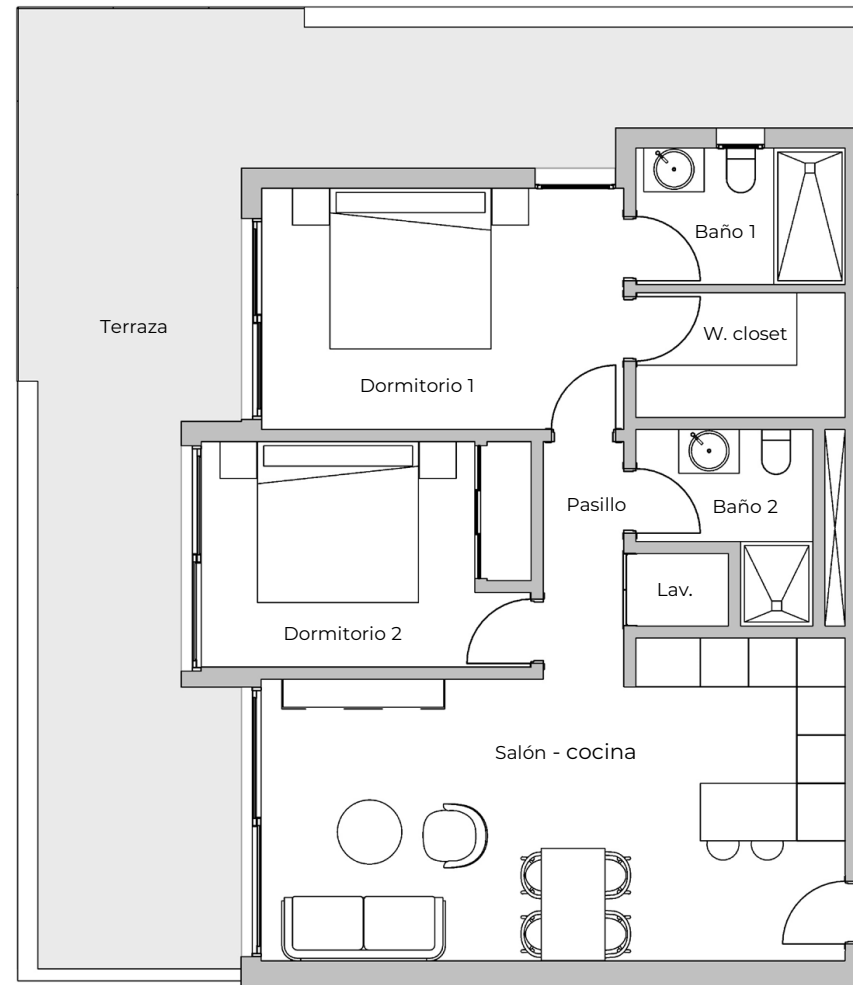 Baño 1
Terraza
W. closet
Dormitorio 1
Pasillo
Baño 2
Lav.
Dormitorio 2
Salón - cocina